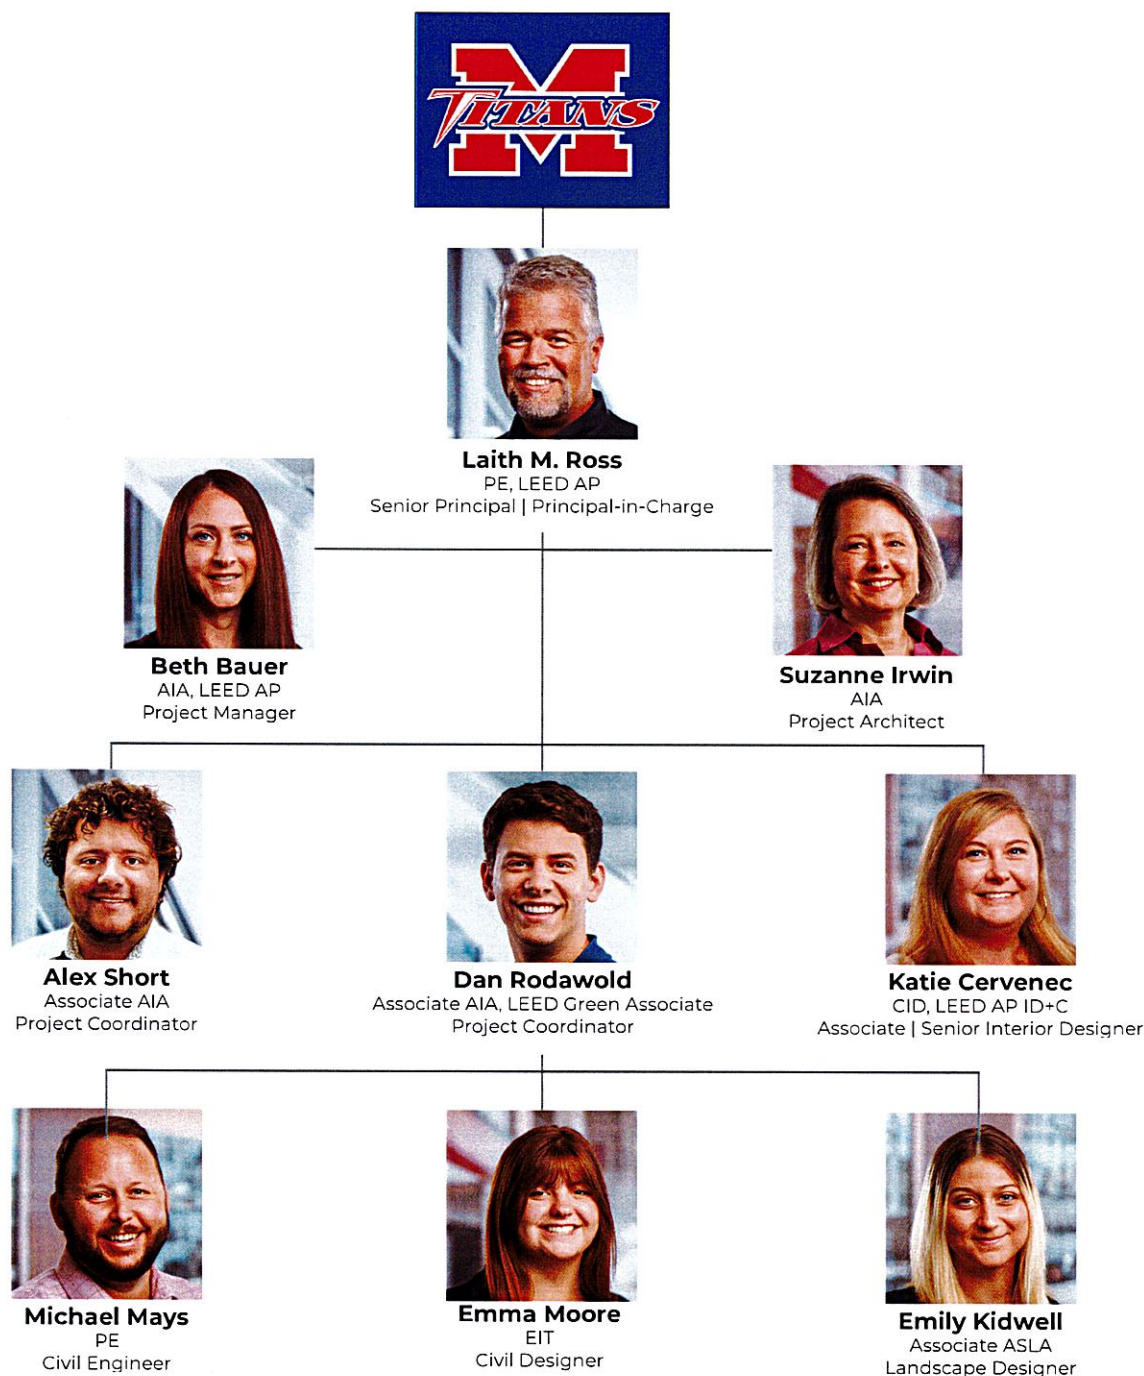 M
TITANS
Laith M. Ross
PE, LEED AP
Senior Principal | Principal-in-Charge
Beth Bauer
AIA, LEED AP
Project Manager
Suzanne Irwin
AIA
Project Architect
Alex Short
Associate AIA
Project Coordinator
Dan Rodawold
Associate AIA, LEED Green Associate
Project Coordinator
Katie Cervenec
CID, LEED AP ID+C
Associate | Senior Interior Designer
Michael Mays
PE
Civil Engineer
Emma Moore
EIT
Civil Designer
Emily Kidwell
Associate ASLA
Landscape Designer